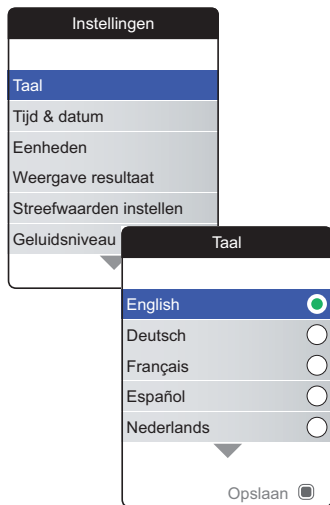 Instellingen
Taal
Tijd & datum
Eenheden
Weergave resultaat
Streefwaarden instellen
Geluidsniveau
Taal
English
Deutsch
Français
Español
Nederlands
Opslaan